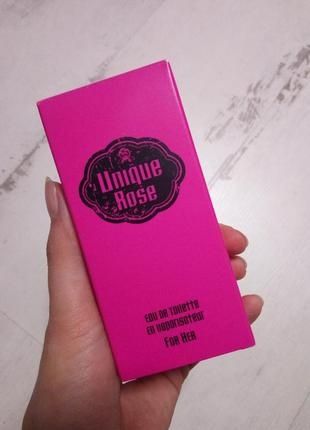 Unique
Rose
Eau de Toilette
En Vaporisateur
For Her